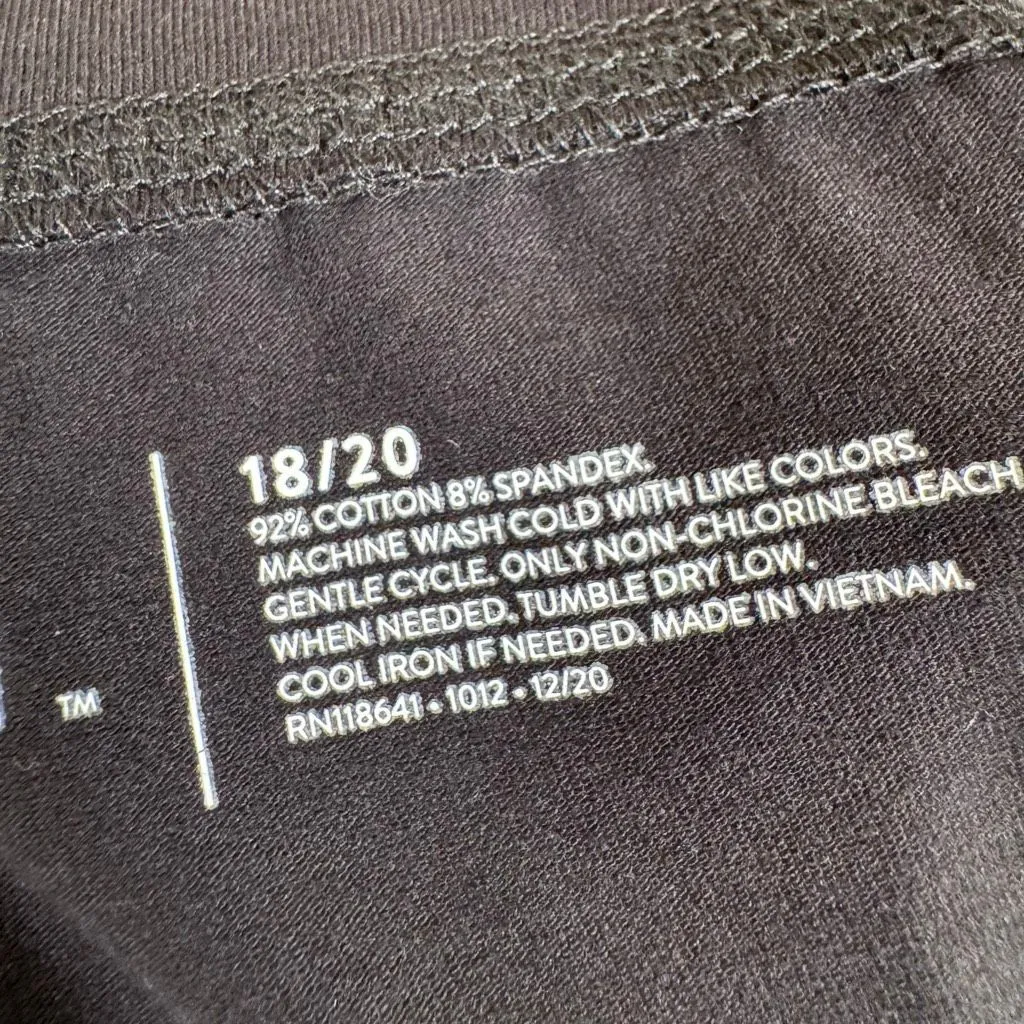 18/20
92% COTTON 8% SPANDEX.
MACHINE WASH COLD WITH LIKE COLORS.
GENTLE CYCLE. ONLY NON-CHLORINE BLEACH
WHEN NEEDED. TUMBLE DRY LOW.
COOL IRON IF NEEDED. MADE IN VIETNAM.
RN118641 • 1012 • 12/20
TM